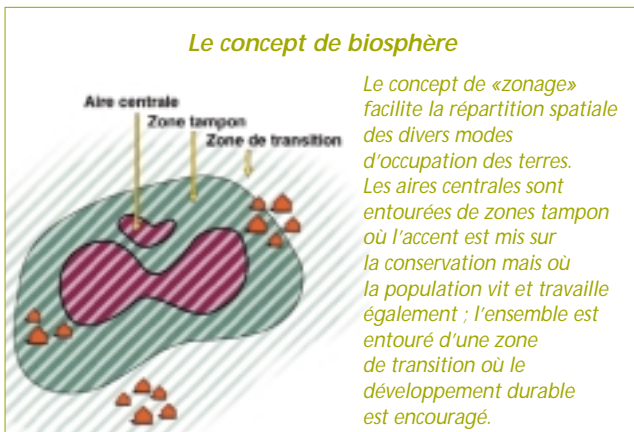 Le concept de biosphère
Aire centrale
Zone tampon
Zone de transition
Le concept de «zonage»
facilite la répartition spatiale
des divers modes
d'occupation des terres.
Les aires centrales sont
entourées de zones tampon
où l'accent est mis sur
la conservation mais où
la population vit et travaille
également ; l'ensemble est
entouré d'une zone
de transition où le
développement durable
est encouragé.